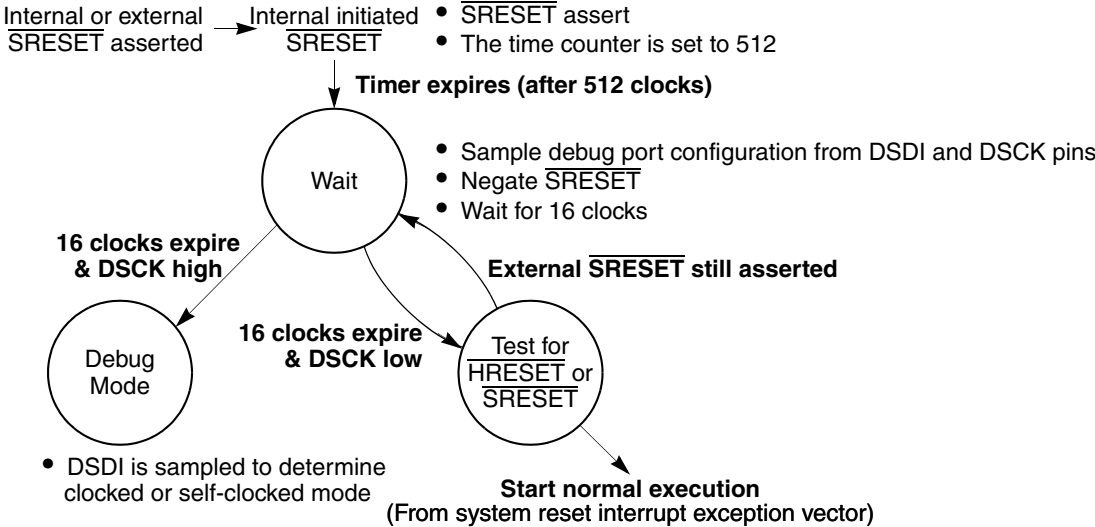 Internal or external
SRESET asserted
Internal initiated
SRESET
• SRESET assert
• The time counter is set to 512
Timer expires (after 512 clocks)
Wait
• Sample debug port configuration from DSDI and DSCK pins
• Negate SRESET
• Wait for 16 clocks
16 clocks expire
& DSCK high
External SRESET still asserted
16 clocks expire
& DSCK low
Debug
Mode
Test for
HRESET or
SRESET
• DSDI is sampled to determine
clocked or self-clocked mode
Start normal execution
(From system reset interrupt exception vector)